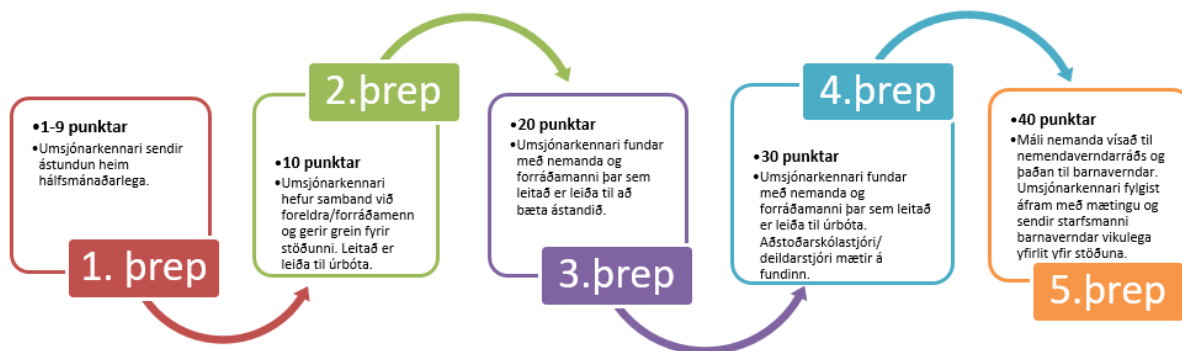 1. þrep
•1-9 punktar
•Umsjónarkennari sendir
ástundun heim
hálfsmánaðarlega.
2.þrep
•10 punktar
•Umsjónarkennari
hefur samband við
foreldra/forráðamenn
og gerir grein fyrir
stöðunni. Leitað er
leiða til úrbóta.
3.þrep
•20 punktar
•Umsjónarkennari fundar
með nemanda og
forráðamanni þar sem
leitað er leiða til að
bæta ástandið.
4.þrep
•30 punktar
•Umsjónarkennari fundar
með nemanda og
forráðamanni þar sem leitað
er leiða til úrbóta.
Aðstoðarskólastjóri/
deildarstjóri mætir á
fundinn.
5.þrep
•40 punktar
•Máli nemanda vísað til
nemendaverndarráðs og
þaðan til barnaverndar.
Umsjónarkennari fylgist
áfram með mætingu og
sendir starfsmanni
barnaverndar vikulega
yfirlit yfir stöðuna.